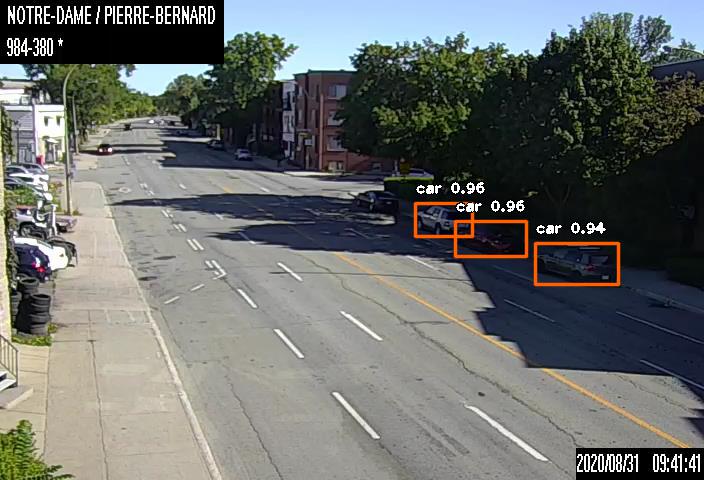 NOTRE-DAME / PIERRE-BERNARD
984-380 *
car 0.96
car 0.96
car 0.94
2020/08/31 09:41:41